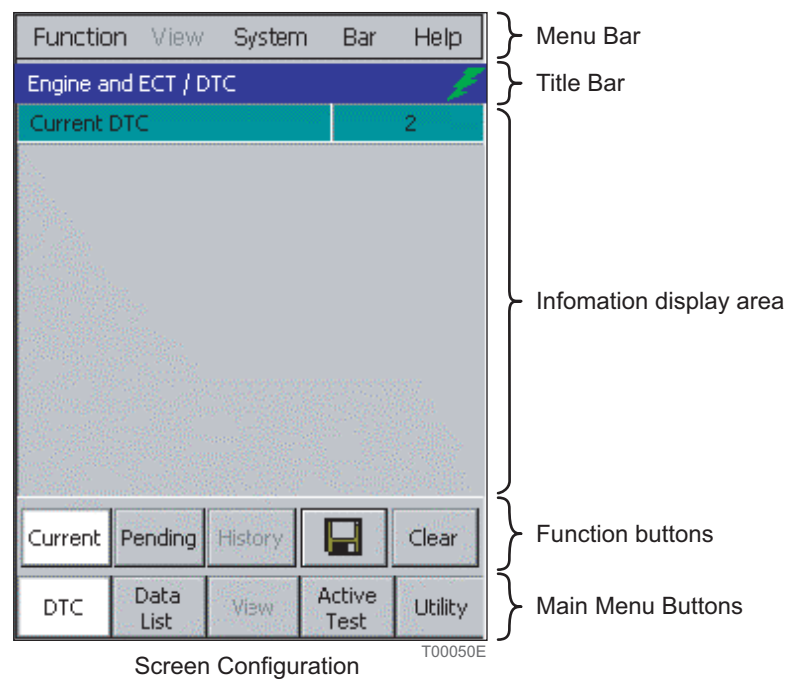 Function View System Bar Help
Menu Bar
Engine and ECT / DTC
Title Bar
Current DTC 2
Infomation display area
Current Pending History Clear
Function buttons
DTC Data List View Active Test Utility
Main Menu Buttons
T00050E
Screen Configuration